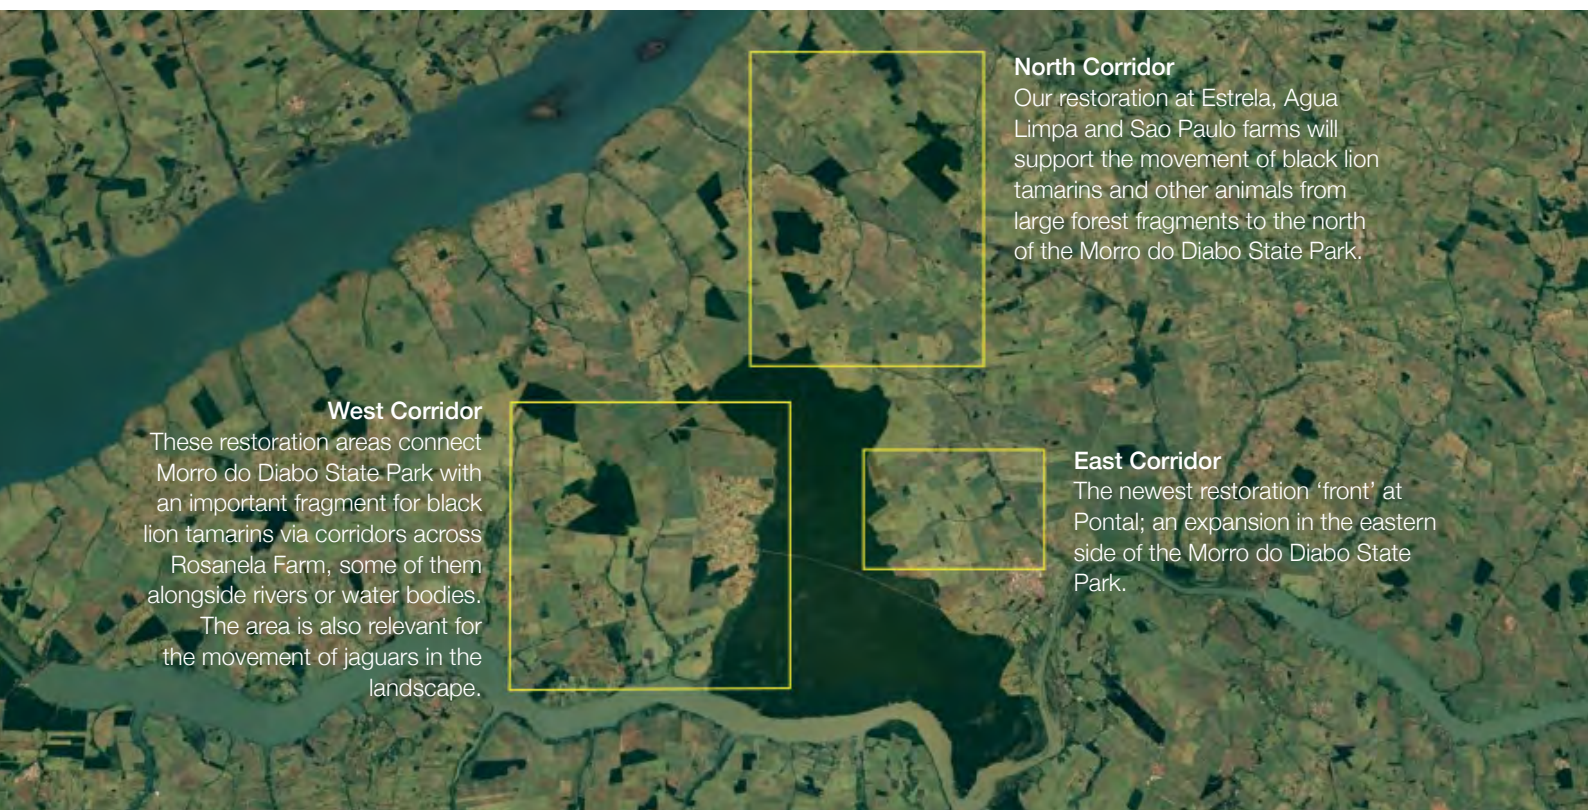 North Corridor
Our restoration at Estrela, Agua
Limpa and Sao Paulo farms will
support the movement of black lion
tamarins and other animals from
large forest fragments to the north
of the Morro do Diabo State Park.
West Corridor
These restoration areas connect
Morro do Diabo State Park with
an important fragment for black
lion tamarins via corridors across
Rosanela Farm, some of them
alongside rivers or water bodies.
The area is also relevant for
the movement of jaguars in the
landscape.
East Corridor
The newest restoration ‘front’ at
Pontal; an expansion in the eastern
side of the Morro do Diabo State
Park.